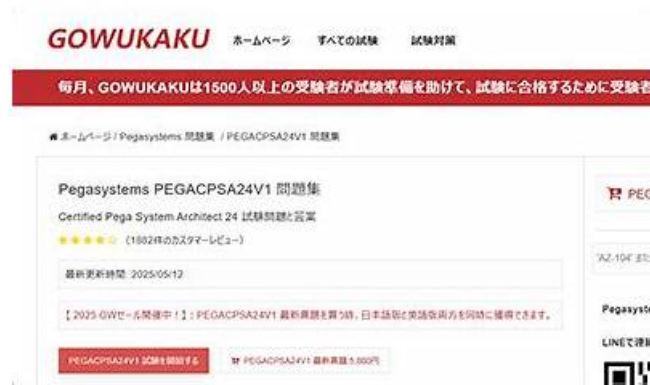 GOWUKAKU ホームページ すべての試験 試験対策
毎月、GOWUKAKUは1500人以上の受験者が試験準備を助けて、試験に合格するために受験者
ホームページ / Pegasystems 問題集 / PEGACPSA24V1 問題集
Pegasystems PEGACPSA24V1 問題集
PEG
Certified Pega System Architect 24 試験問題と答案
(1882件のカスタマーレビュー)
最新更新時間: 2025/05/12
【2025 GWセール開催中！】: PEGACPSA24V1 最新真題を買う時、日本語版と英語版両方を同時に獲得できます。
Pegasyste
PEGACPSA24V1 試験を開始する
PEGACPSA24V1 最新真題 5,800円
LINEで連